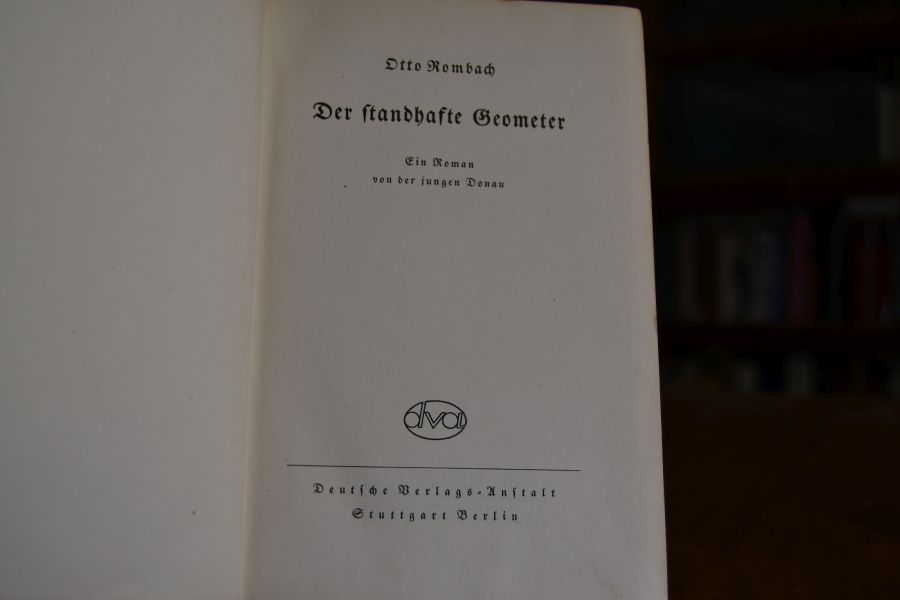 Otto Rombach
Der ſtandhafte Geometer
Ein Roman
von der jungen Donau
dva
Deutſche Verlags-Anſtalt
Stuttgart Berlin